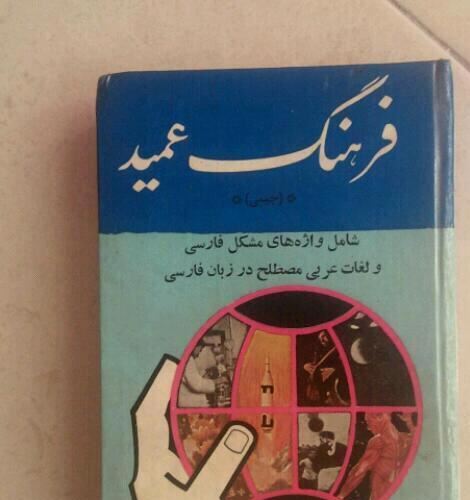 فرهنگ عمید
* (جیبی) *
شامل واژه‌های مشکل فارسی
و لغات عربی مصطلح در زبان فارسی